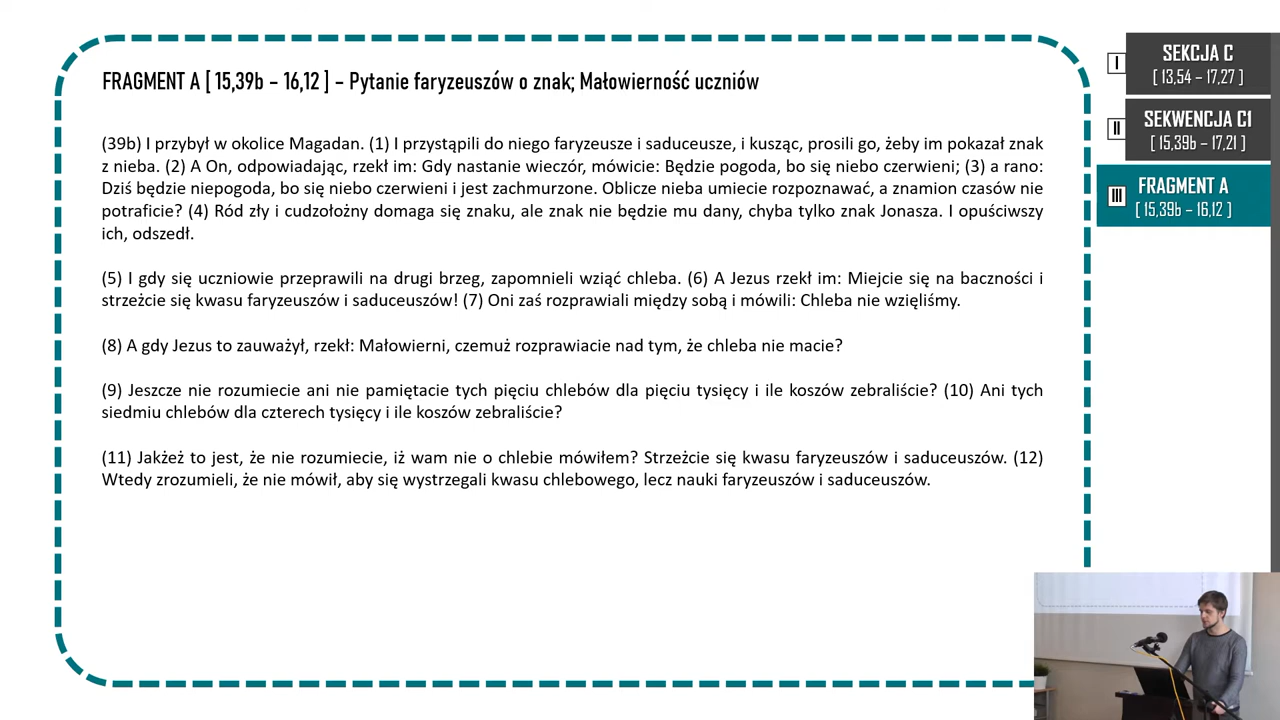 FRAGMENT A [ 15,39b – 16,12 ] – Pytanie faryzeuszów o znak; Małowierność uczniów
(39b) I przybył w okolice Magadan. (1) I przystąpili do niego faryzeusze i saduceusze, i kusząc, prosili go, żeby im pokazał znak
z nieba. (2) A On, odpowiadając, rzekł im: Gdy nastanie wieczór, mówicie: Będzie pogoda, bo się niebo czerwieni; (3) a rano:
Dziś będzie niepogoda, bo się niebo czerwieni i jest zachmurzone. Oblicze nieba umiecie rozpoznawać, a znamion czasów nie
potraficie? (4) Ród zły i cudzołożny domaga się znaku, ale znak nie będzie mu dany, chyba tylko znak Jonasza. I opuściwszy
ich, odszedł.
(5) I gdy się uczniowie przeprawili na drugi brzeg, zapomnieli wziąć chleba. (6) A Jezus rzekł im: Miejcie się na baczności i
strzeżcie się kwasu faryzeuszów i saduceuszów! (7) Oni zaś rozprawiali między sobą i mówili: Chleba nie wzięliśmy.
(8) A gdy Jezus to zauważył, rzekł: Małowierni, czemuż rozprawiacie nad tym, że chleba nie macie?
(9) Jeszcze nie rozumiecie ani nie pamiętacie tych pięciu chlebów dla pięciu tysięcy i ile koszów zebraliście? (10) Ani tych
siedmiu chlebów dla czterech tysięcy i ile koszów zebraliście?
(11) Jakżeż to jest, że nie rozumiecie, iż wam nie o chlebie mówiłem? Strzeżcie się kwasu faryzeuszów i saduceuszów. (12)
Wtedy zrozumieli, że nie mówił, aby się wystrzegali kwasu chlebowego, lecz nauki faryzeuszów i saduceuszów.
I
SEKCJA C
[ 13,54 – 17,27 ]
II
SEKWENCJA C1
[ 15,39b – 17,21 ]
III
FRAGMENT A
[ 15,39b – 16,12 ]